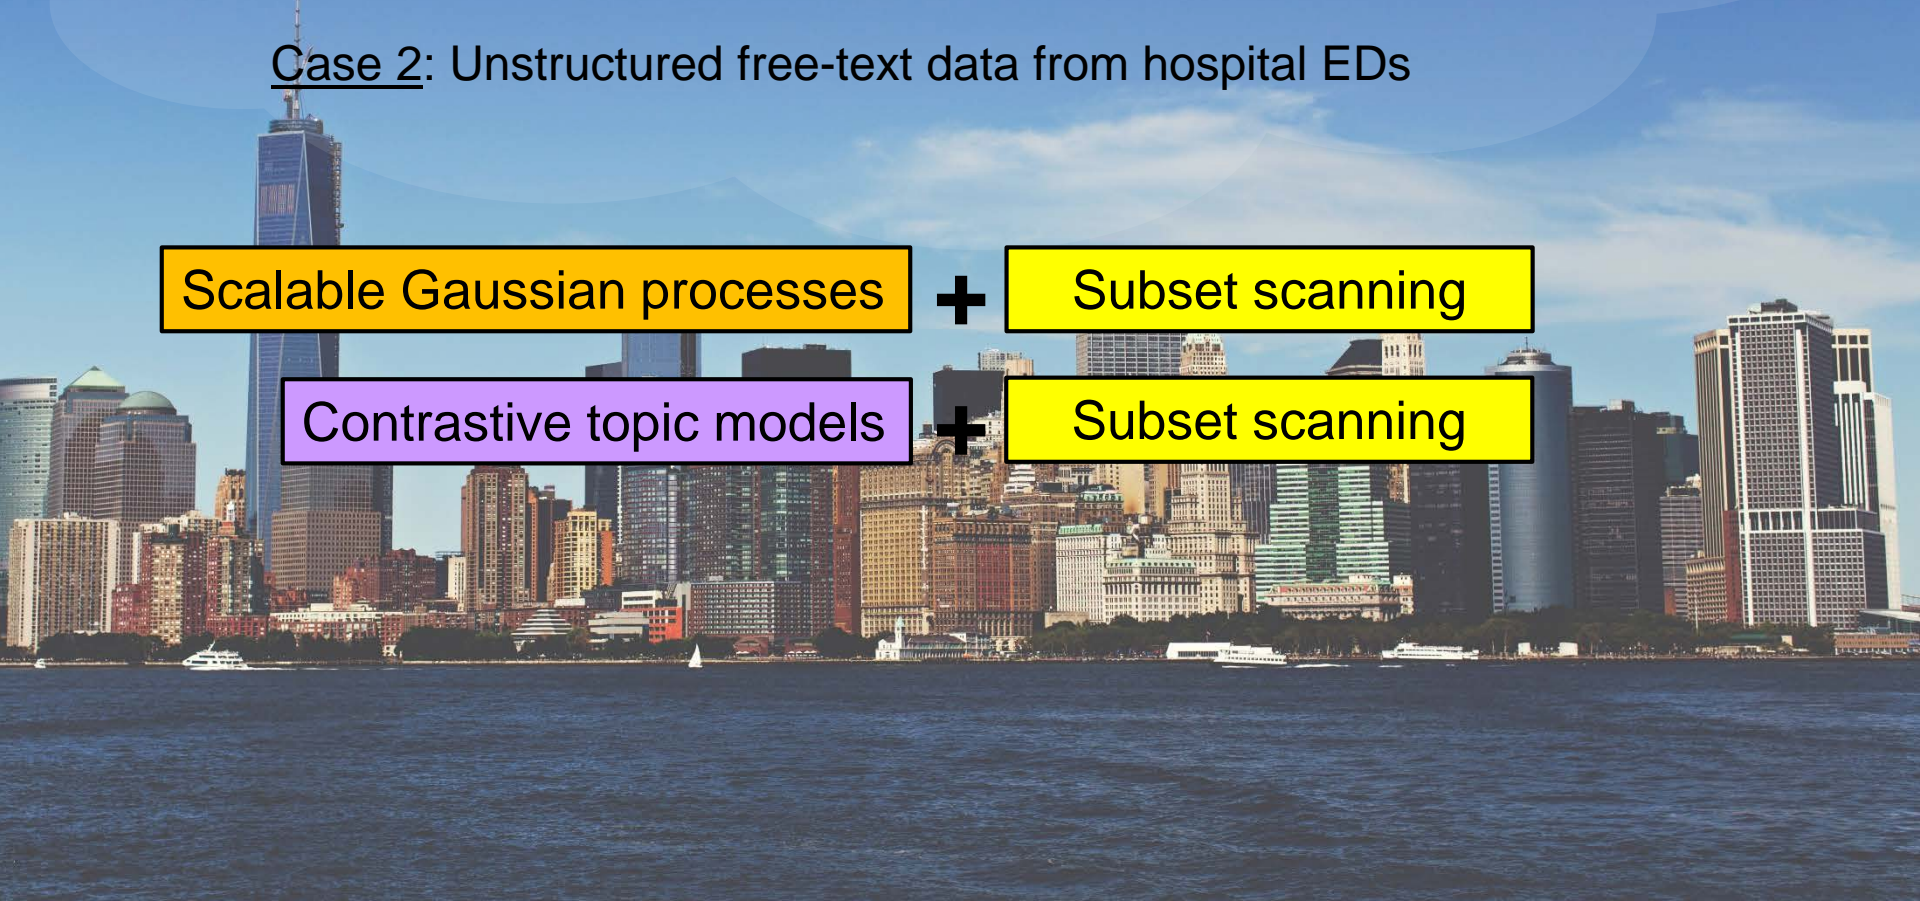 Case 2: Unstructured free-text data from hospital EDs
Scalable Gaussian processes + Subset scanning
Contrastive topic models + Subset scanning